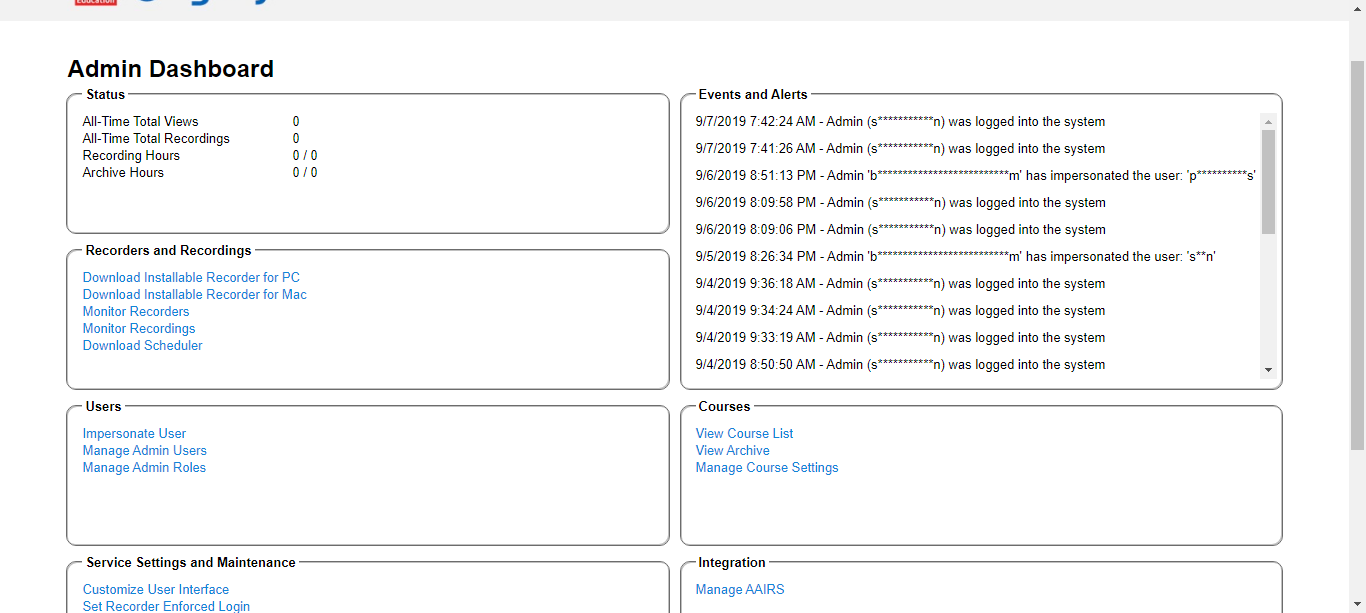 Education
Admin Dashboard
Status
All-Time Total Views 0
All-Time Total Recordings 0
Recording Hours 0 / 0
Archive Hours 0 / 0
Events and Alerts
9/7/2019 7:42:24 AM - Admin (s***********n) was logged into the system
9/7/2019 7:41:26 AM - Admin (s***********n) was logged into the system
9/6/2019 8:51:13 PM - Admin 'b**************************m' has impersonated the user: 'p**********s'
9/6/2019 8:09:58 PM - Admin (s***********n) was logged into the system
9/6/2019 8:09:06 PM - Admin (s***********n) was logged into the system
9/5/2019 8:26:34 PM - Admin 'b**************************m' has impersonated the user: 's**n'
9/4/2019 9:36:18 AM - Admin (s***********n) was logged into the system
9/4/2019 9:34:24 AM - Admin (s***********n) was logged into the system
9/4/2019 9:33:19 AM - Admin (s***********n) was logged into the system
9/4/2019 8:50:50 AM - Admin (s***********n) was logged into the system
Recorders and Recordings
Download Installable Recorder for PC
Download Installable Recorder for Mac
Monitor Recorders
Monitor Recordings
Download Scheduler
Users
Impersonate User
Manage Admin Users
Manage Admin Roles
Courses
View Course List
View Archive
Manage Course Settings
Service Settings and Maintenance
Customize User Interface
Set Recorder Enforced Login
Integration
Manage AAIRS